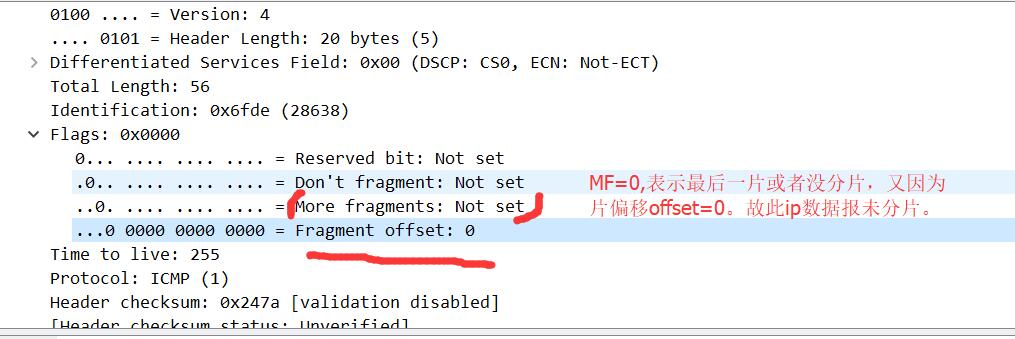 0100 .... = Version: 4
.... 0101 = Header Length: 20 bytes (5)
Differentiated Services Field: 0x00 (DSCP: CS0, ECN: Not-ECT)
Total Length: 56
Identification: 0x6fde (28638)
Flags: 0x0000
0... .... .... .... = Reserved bit: Not set
.0.. .... .... .... = Don't fragment: Not set
..0. .... .... .... = More fragments: Not set
...0 0000 0000 0000 = Fragment offset: 0
MF=0,表示最后一片或者没分片，又因为
片偏移offset=0。故此ip数据报未分片。
Time to live: 255
Protocol: ICMP (1)
Header checksum: 0x247a [validation disabled]
[Header checksum status: Unverified]